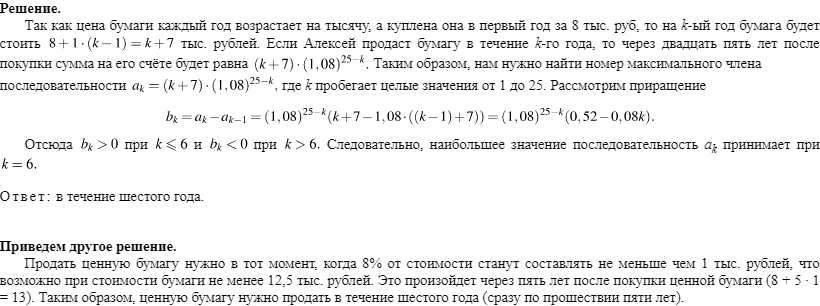 Решение.
Так как цена бумаги каждый год возрастает на тысячу, а куплена она в первый год за 8 тыс. руб, то на k-ый год бумага будет
стоить 8 + 1 · (k − 1) = k + 7 тыс. рублей. Если Алексей продаст бумагу в течение k-го года, то через двадцать пять лет после
покупки сумма на его счёте будет равна (k + 7) · (1,08)^{25−k}. Таким образом, нам нужно найти номер максимального члена
последовательности a_k = (k + 7) · (1,08)^{25−k}, где k пробегает целые значения от 1 до 25. Рассмотрим приращение
b_k = a_k − a_{k−1} = (1,08)^{25−k}(k + 7 − 1,08 · ((k − 1) + 7)) = (1,08)^{25−k}(0,52 − 0,08k).
Отсюда b_k > 0 при k ⩽ 6 и b_k < 0 при k > 6. Следовательно, наибольшее значение последовательность a_k принимает при
k = 6.
Ответ: в течение шестого года.
Приведем другое решение.
Продать ценную бумагу нужно в тот момент, когда 8% от стоимости станут составлять не меньше чем 1 тыс. рублей, что
возможно при стоимости бумаги не менее 12,5 тыс. рублей. Это произойдет через пять лет после покупки ценной бумаги (8 + 5 · 1
= 13). Таким образом, ценную бумагу нужно продать в течение шестого года (сразу по прошествии пяти лет).